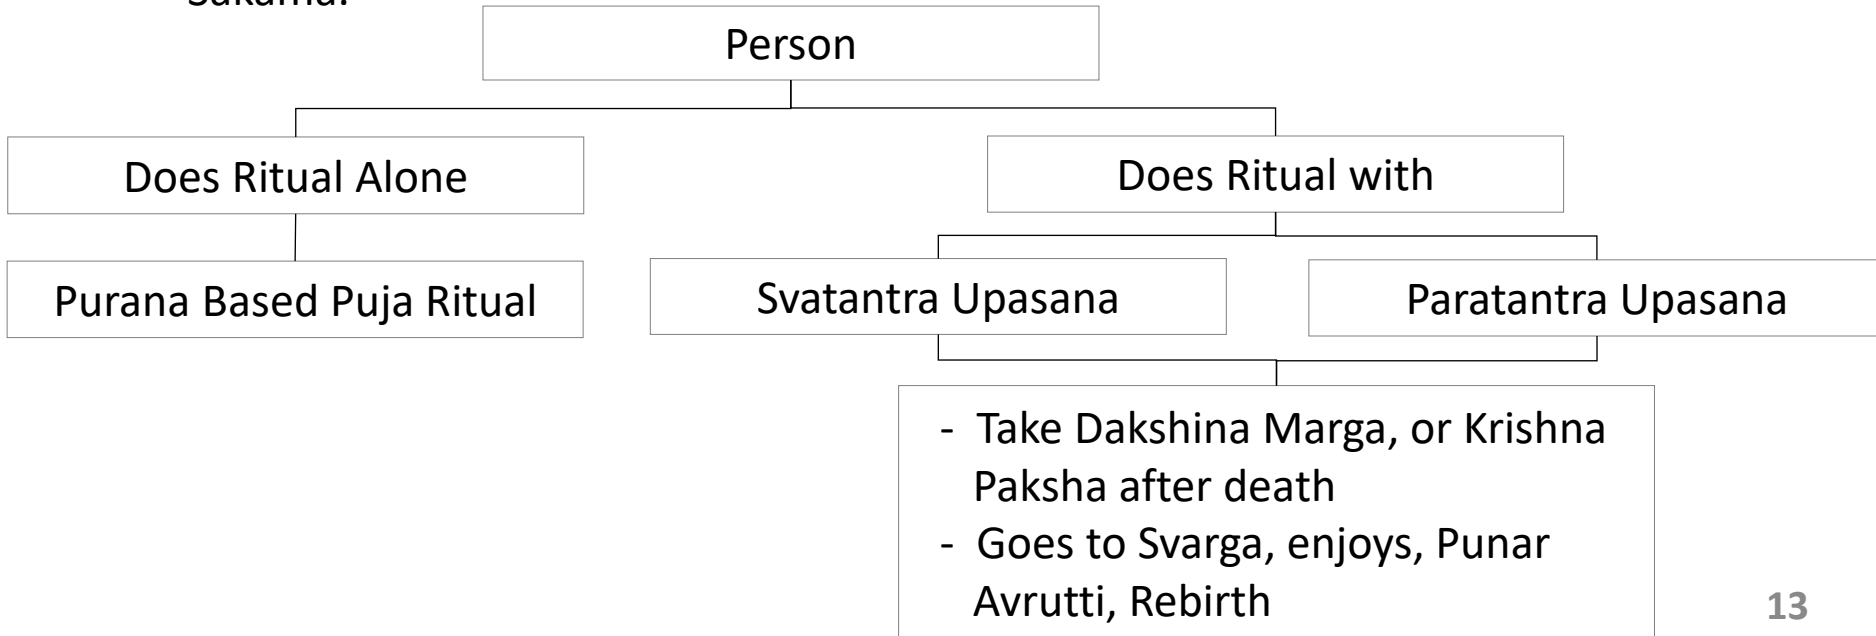 Sakama:
Person
Does Ritual Alone
Does Ritual with
Purana Based Puja Ritual
Svatantra Upasana
Paratantra Upasana
- Take Dakshina Marga, or Krishna
Paksha after death
- Goes to Svarga, enjoys, Punar
Avrutti, Rebirth
13